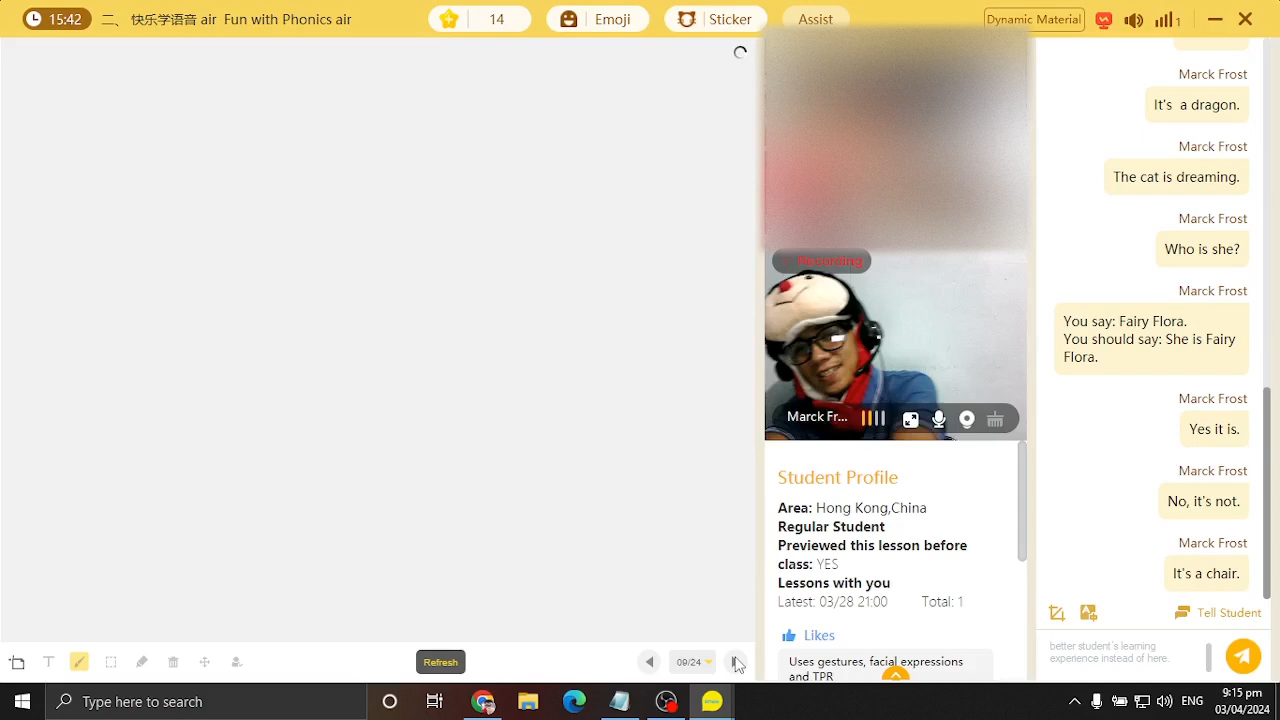 15:42
二、快乐学语音 air Fun with Phonics air
14
Emoji
Sticker
Assist
Dynamic Material
1
Recording
Marck Fr...
Student Profile
Area: Hong Kong,China
Regular Student
Previewed this lesson before
class: YES
Lessons with you
Latest: 03/28 21:00 Total: 1
Likes
Uses gestures, facial expressions
and TPR
Marck Frost
It's a dragon.
Marck Frost
The cat is dreaming.
Marck Frost
Who is she?
Marck Frost
You say: Fairy Flora.
You should say: She is Fairy
Flora.
Marck Frost
Yes it is.
Marck Frost
No, it's not.
Marck Frost
It's a chair.
Tell Student
better student's learning
experience instead of here.
T
Refresh
09/24
Type here to search
ENG
9:15 pm
03/04/2024